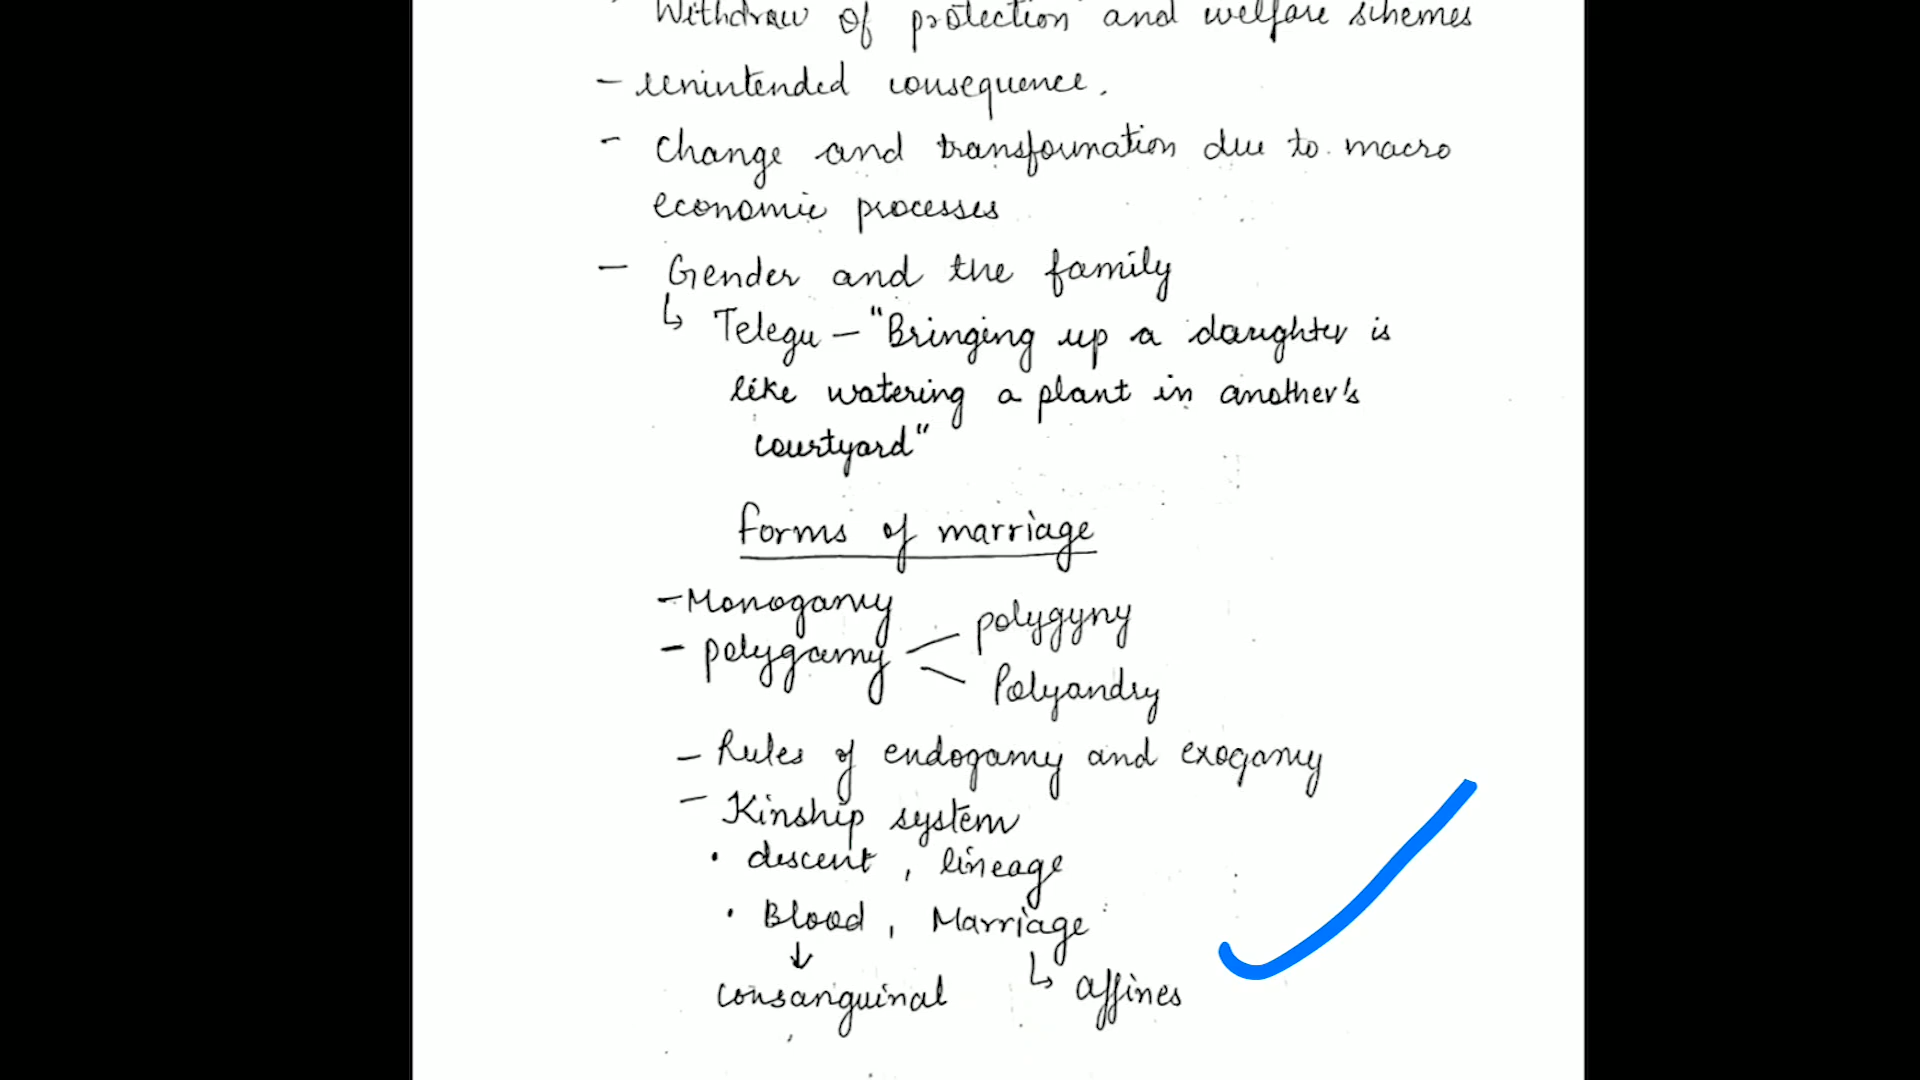 Withdraw of protection and welfare schemes
- unintended consequence.
- Change and transformation due to macro
economic processes
- Gender and the family
↳ Telegu - "Bringing up a daughter is
like watering a plant in another's
courtyard"
forms of marriage
- Monogamy
- polygamy < polygyny
Polyandry
- Rules of endogamy and exogamy
- Kinship system
• descent, lineage
• Blood, Marriage
↓ ↳ affines
consanguinal